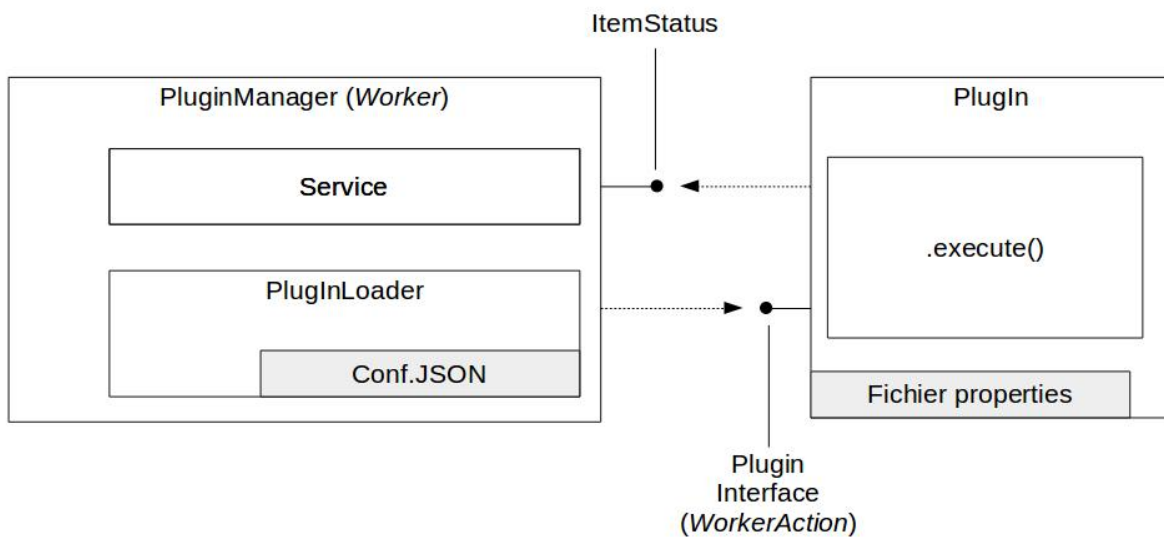 ItemStatus
PluginManager (Worker)
PlugIn
Service
.execute()
PlugInLoader
Conf.JSON
Fichier properties
Plugin
Interface
(WorkerAction)